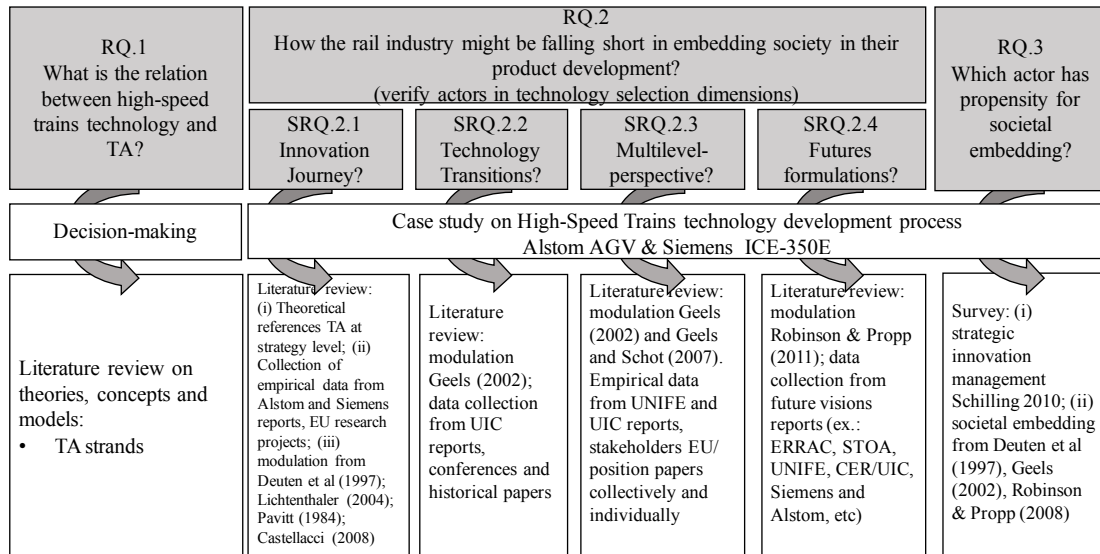 RQ.1
What is the relation
between high-speed
trains technology and
TA?
RQ.2
How the rail industry might be falling short in embedding society in their
product development?
(verify actors in technology selection dimensions)
SRQ.2.1
Innovation
Journey?
SRQ.2.2
Technology
Transitions?
SRQ.2.3
Multilevel-
perspective?
SRQ.2.4
Futures
formulations?
RQ.3
Which actor has
propensity for
societal
embedding?
Decision-making
Case study on High-Speed Trains technology development process
Alstom AGV & Siemens ICE-350E
Literature review on
theories, concepts and
models:
• TA strands
Literature review:
(i) Theoretical
references TA at
strategy level; (ii)
Collection of
empirical data from
Alstom and Siemens
reports, EU research
projects; (iii)
modulation from
Deuten et al (1997);
Lichtenthaler (2004);
Pavitt (1984);
Castellacci (2008)
Literature
review:
modulation
Geels (2002);
data collection
from UIC
reports,
conferences and
historical papers
Literature review:
modulation Geels
(2002) and Geels
and Schot (2007).
Empirical data
from UNIFE and
UIC reports,
stakeholders EU/
position papers
collectively and
individually
Literature review:
modulation
Robinson & Propp
(2011); data
collection from
future visions
reports (ex.:
ERRAC, STOA,
UNIFE, CER/UIC,
Siemens and
Alstom, etc)
Survey: (i)
strategic
innovation
management
Schilling 2010; (ii)
societal embedding
from Deuten et al
(1997), Geels
(2002), Robinson
& Propp (2008)